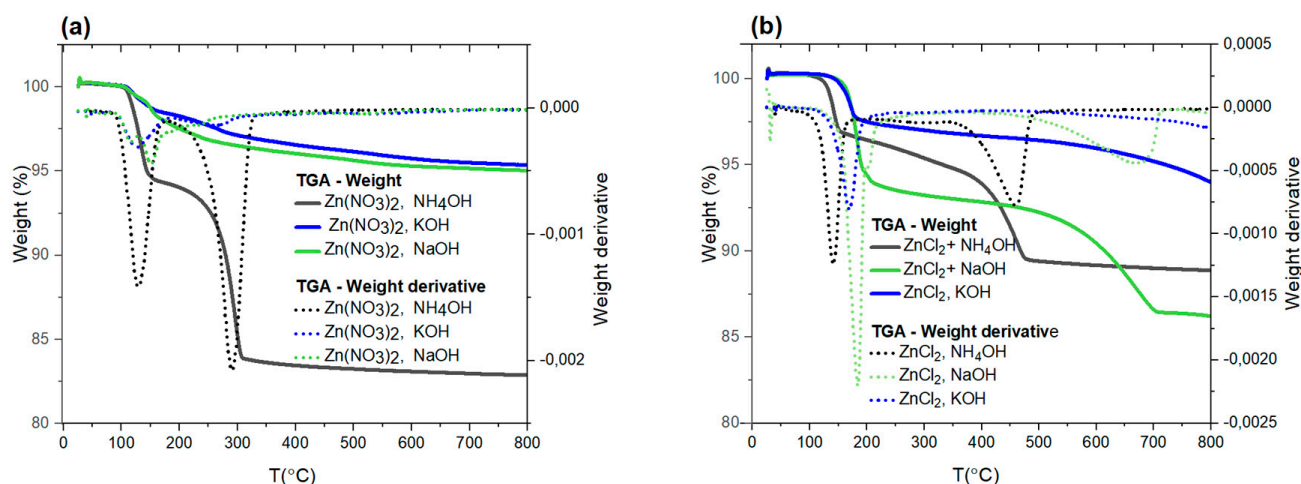 (a)
100
95
90
85
80
Weight (%)
0,000
-0,001
-0,002
Weight derivative
0 100 200 300 400 500 600 700 800
T(°C)
TGA - Weight
Zn(NO3)2, NH4OH
Zn(NO3)2, KOH
Zn(NO3)2, NaOH
TGA - Weight derivative
Zn(NO3)2, NH4OH
Zn(NO3)2, KOH
Zn(NO3)2, NaOH
(b)
100
95
90
85
80
Weight (%)
0,0005
0,0000
-0,0005
-0,0010
-0,0015
-0,0020
-0,0025
Weight derivative
0 100 200 300 400 500 600 700 800
T(°C)
TGA - Weight
ZnCl₂+ NH₄OH
ZnCl₂+ NaOH
ZnCl₂, KOH
TGA - Weight derivative
ZnCl₂, NH₄OH
ZnCl₂, NaOH
ZnCl₂, KOH